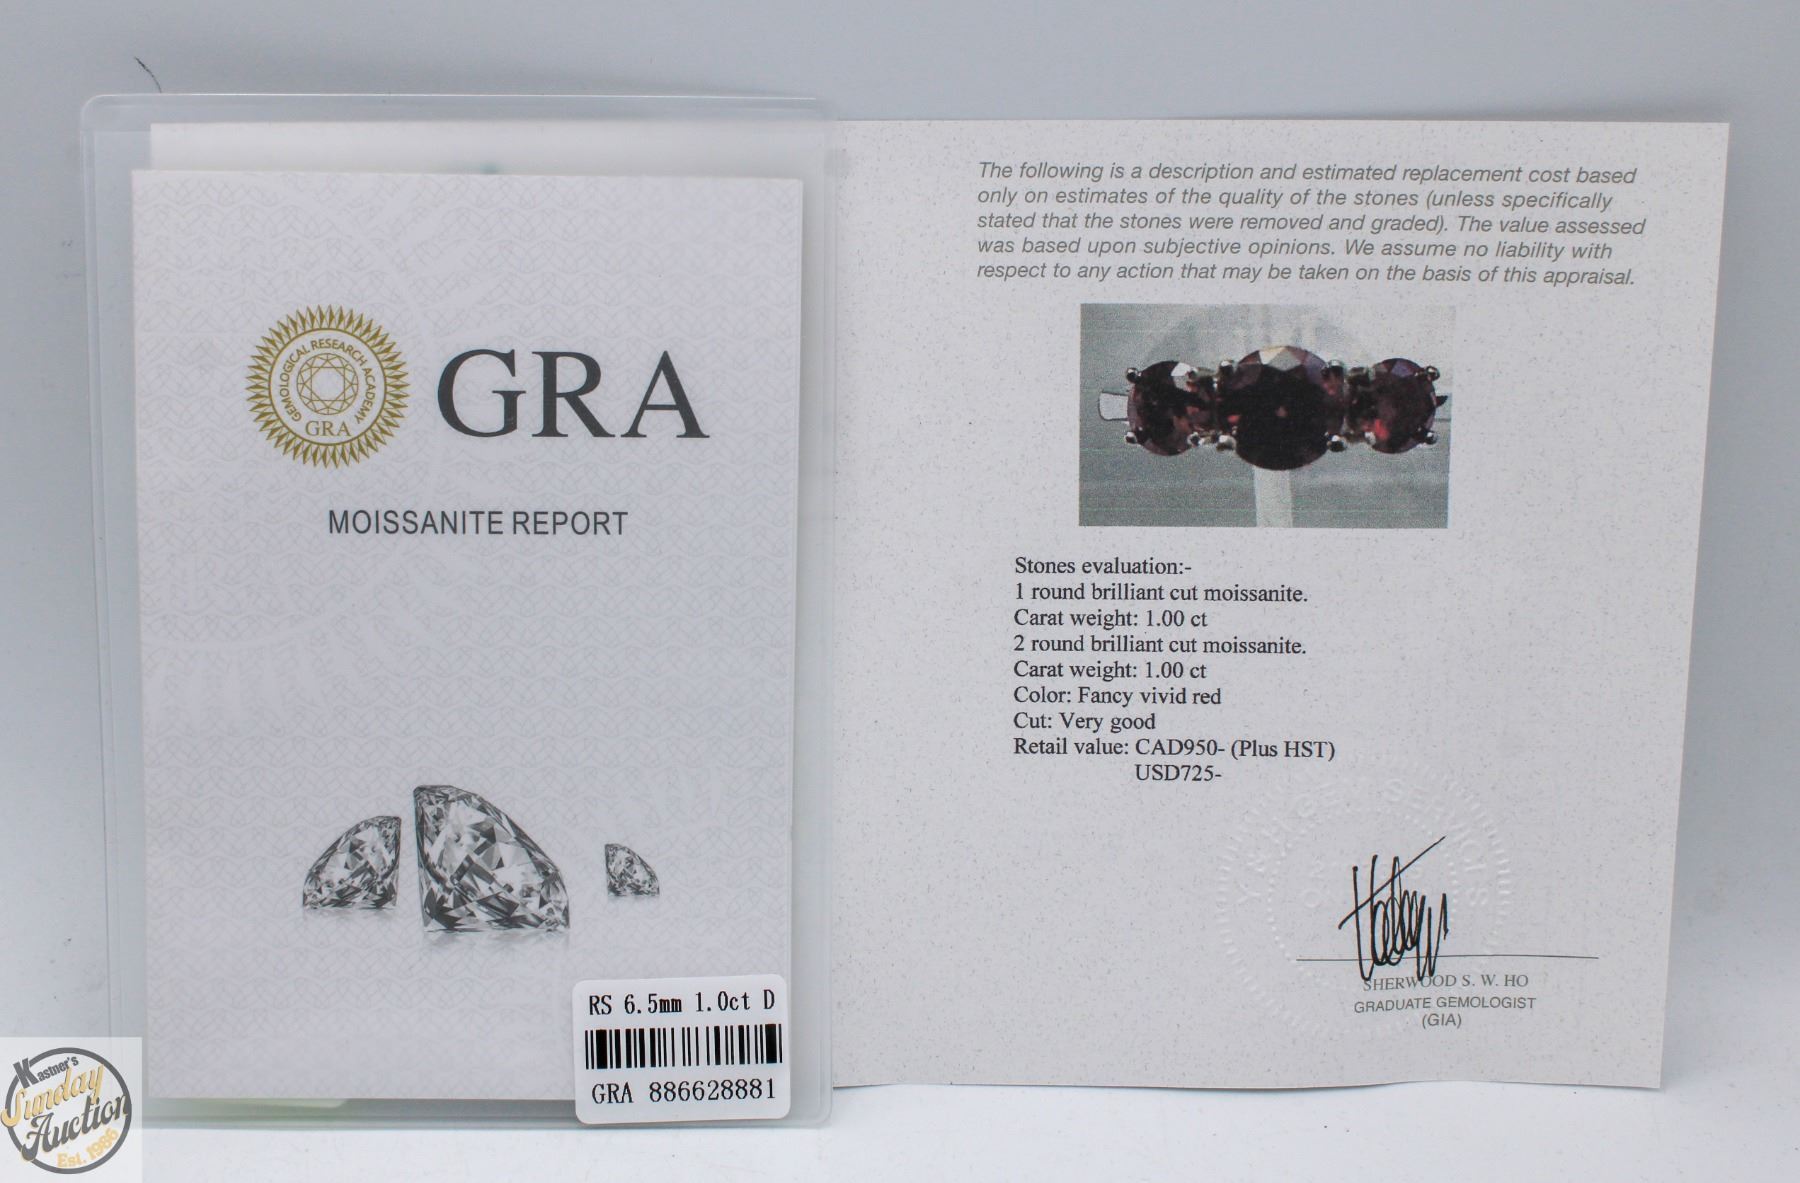 GEMOLOGICAL RESEARCH ACADEMY
GRA
GRA
MOISSANITE REPORT
RS 6.5mm 1.0ct D
GRA 886628881
The following is a description and estimated replacement cost based
only on estimates of the quality of the stones (unless specifically
stated that the stones were removed and graded). The value assessed
was based upon subjective opinions. We assume no liability with
respect to any action that may be taken on the basis of this appraisal.
Stones evaluation:-
1 round brilliant cut moissanite.
Carat weight: 1.00 ct
2 round brilliant cut moissanite.
Carat weight: 1.00 ct
Color: Fancy vivid red
Cut: Very good
Retail value: CAD950- (Plus HST)
USD725-
SERVICES
SHERWOOD S. W. HO
GRADUATE GEMOLOGIST
(GIA)
Kastner's
Sunday
Auction
Est. 1986